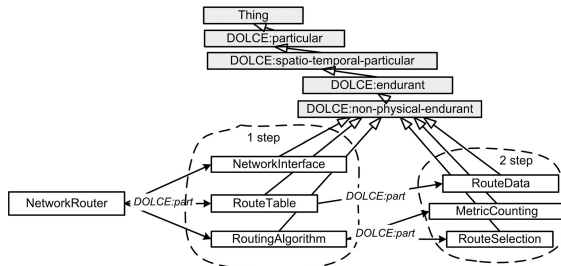 Thing
DOLCE:particular
DOLCE:spatio-temporal-particular
DOLCE:endurant
DOLCE:non-physical-endurant
1 step
NetworkInterface
2 step
RouteData
NetworkRouter
DOLCE:part
RouteTable
DOLCE:part
MetricCounting
RoutingAlgorithm
DOLCE:part
RouteSelection